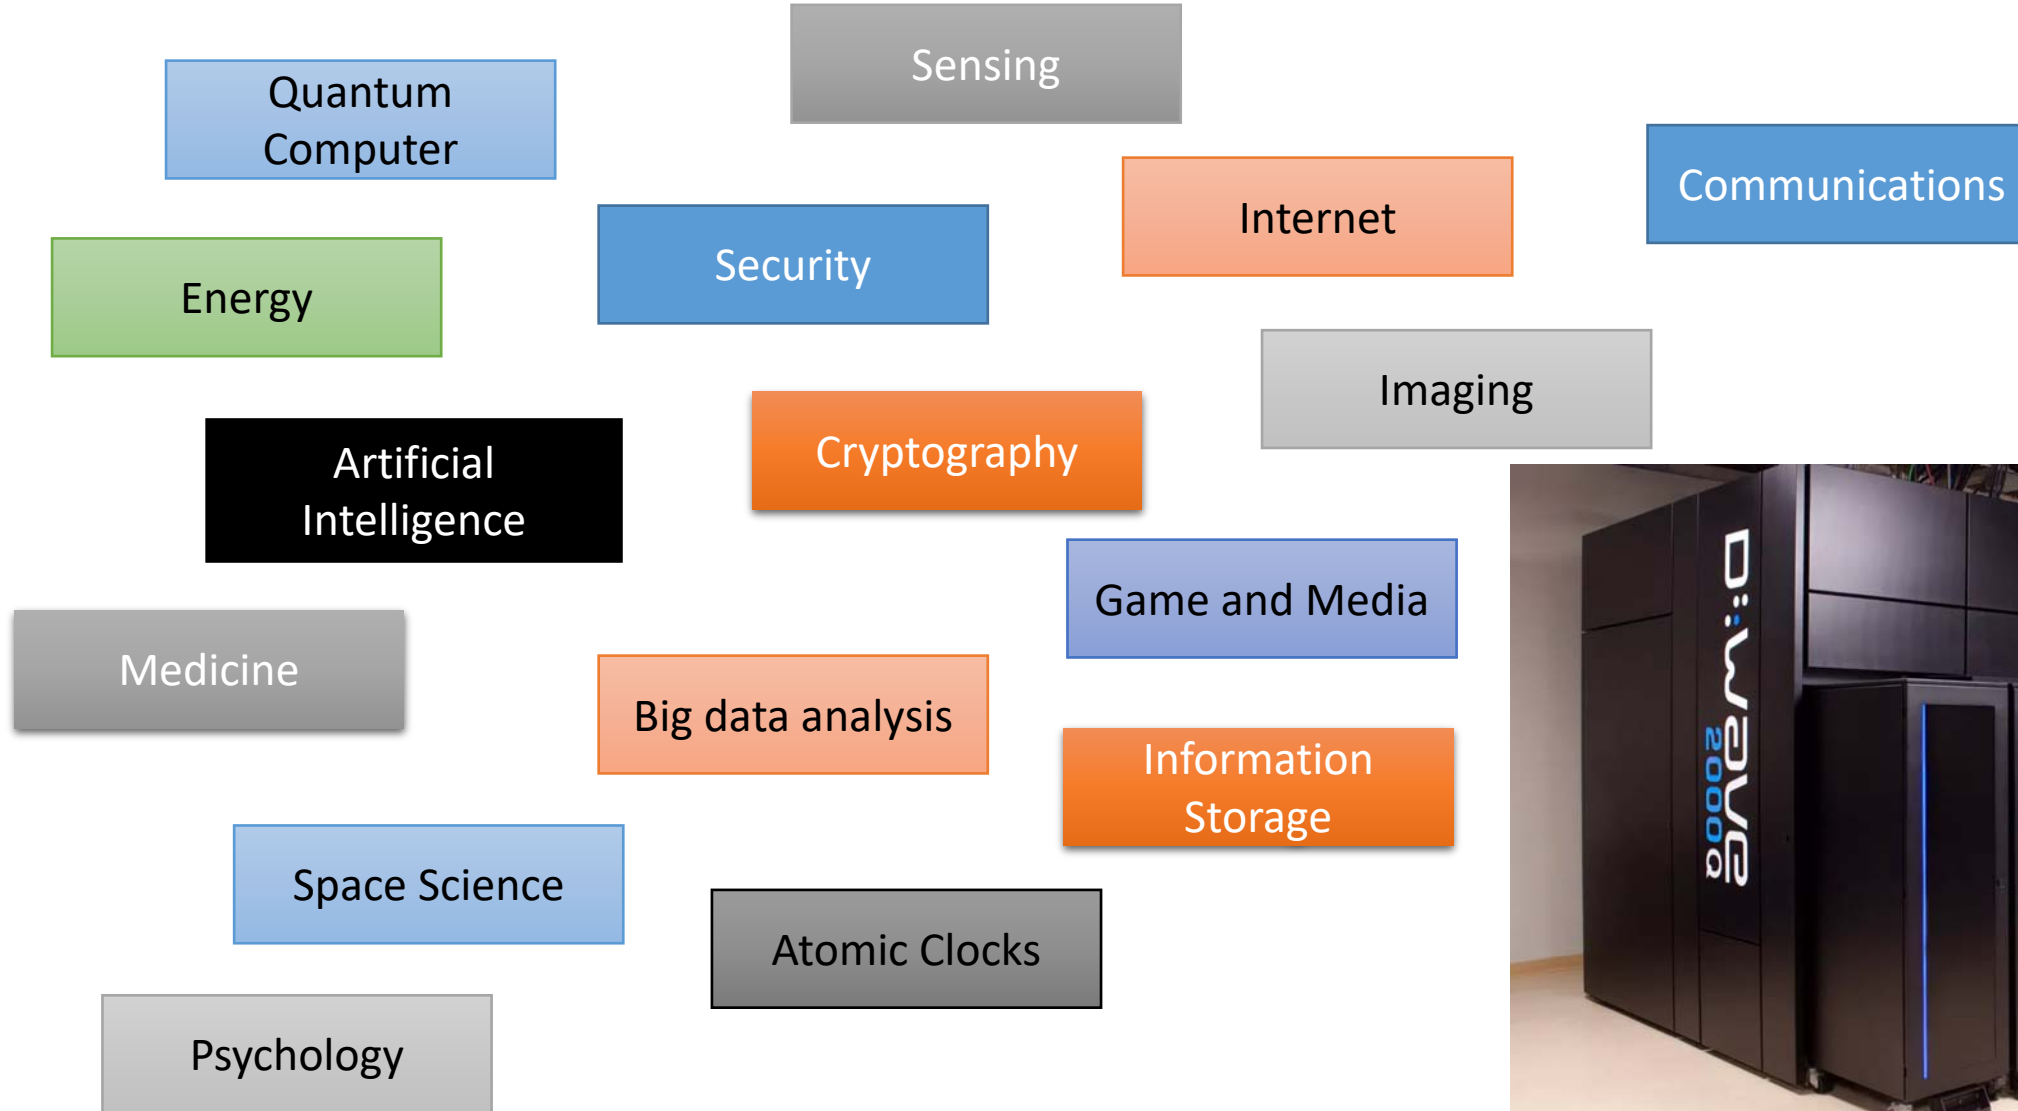 Sensing
Quantum
Computer
Communications
Internet
Security
Energy
Imaging
Cryptography
Artificial
Intelligence
Game and Media
Medicine
Big data analysis
Information
Storage
D:Wave
2000Q
Space Science
Atomic Clocks
Psychology